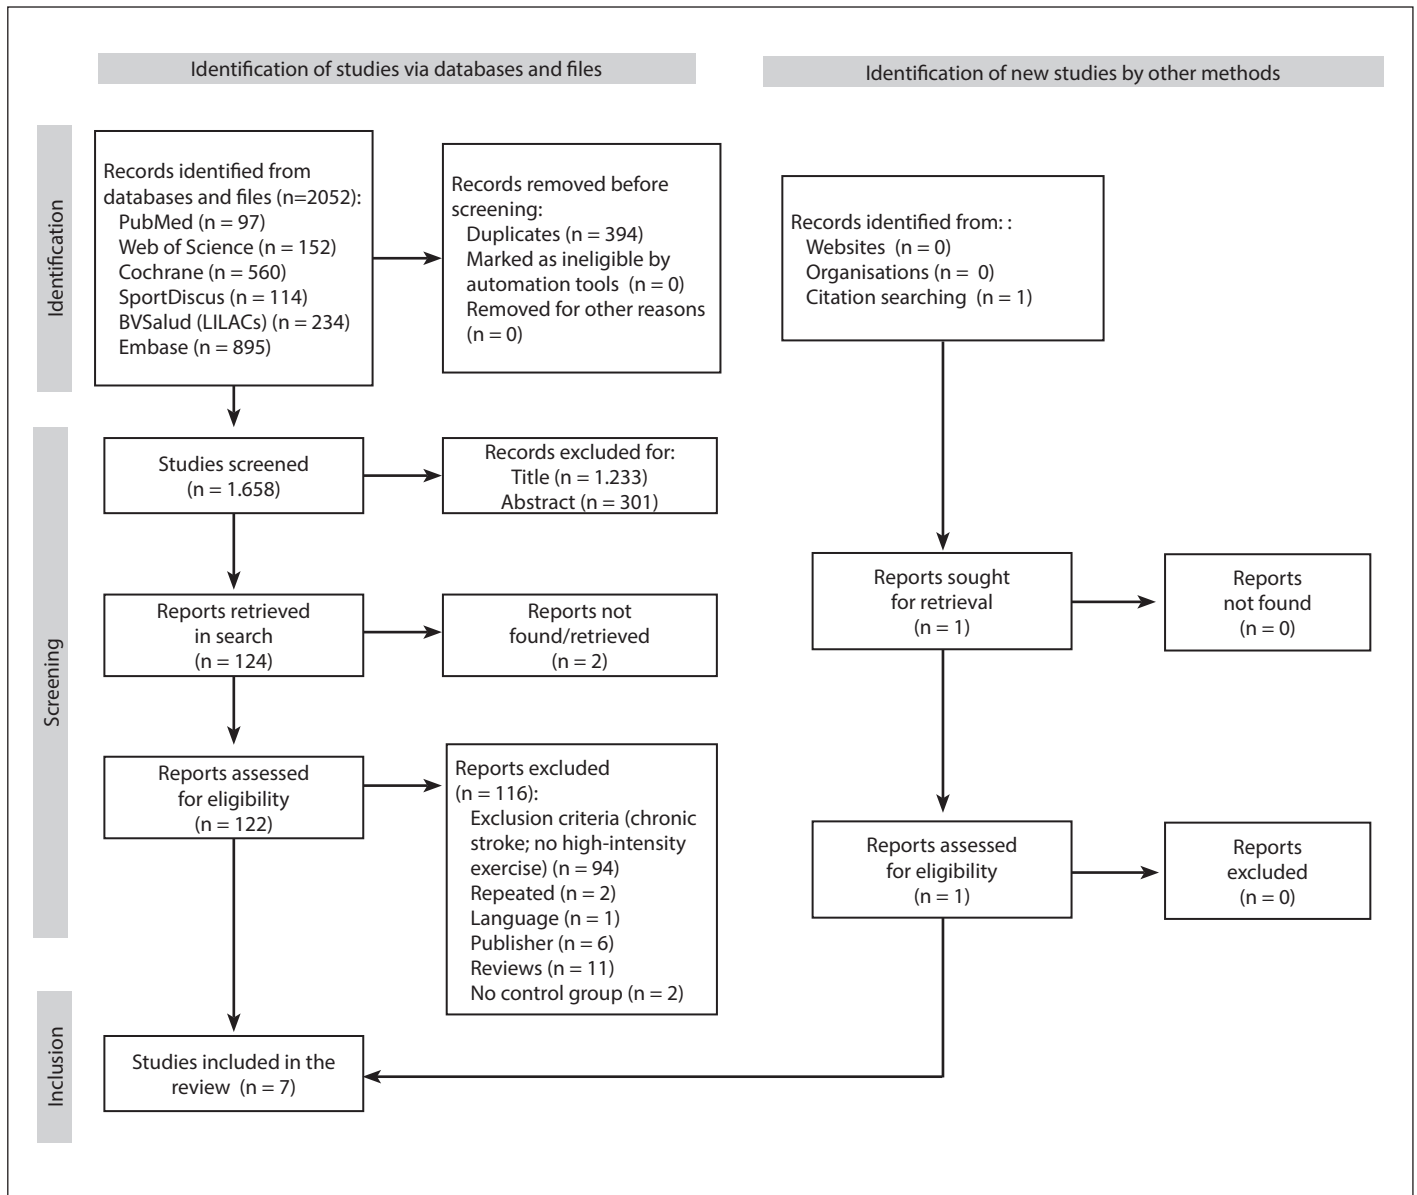 Identification of studies via databases and files
Identification of new studies by other methods
Identification
Records identified from
databases and files (n=2052):
PubMed (n = 97)
Web of Science (n = 152)
Cochrane (n = 560)
SportDiscus (n = 114)
BVSalud (LILACs) (n = 234)
Embase (n = 895)
Records removed before
screening:
Duplicates (n = 394)
Marked as ineligible by
automation tools (n = 0)
Removed for other reasons
(n = 0)
Records identified from: :
Websites (n = 0)
Organisations (n = 0)
Citation searching (n = 1)
Screening
Studies screened
(n = 1.658)
Records excluded for:
Title (n = 1.233)
Abstract (n = 301)
Reports retrieved
in search
(n = 124)
Reports not
found/retrieved
(n = 2)
Reports sought
for retrieval
(n = 1)
Reports
not found
(n = 0)
Reports assessed
for eligibility
(n = 122)
Reports excluded
(n = 116):
Exclusion criteria (chronic
stroke; no high-intensity
exercise) (n = 94)
Repeated (n = 2)
Language (n = 1)
Publisher (n = 6)
Reviews (n = 11)
No control group (n = 2)
Reports assessed
for eligibility
(n = 1)
Reports
excluded
(n = 0)
Inclusion
Studies included in the
review (n = 7)